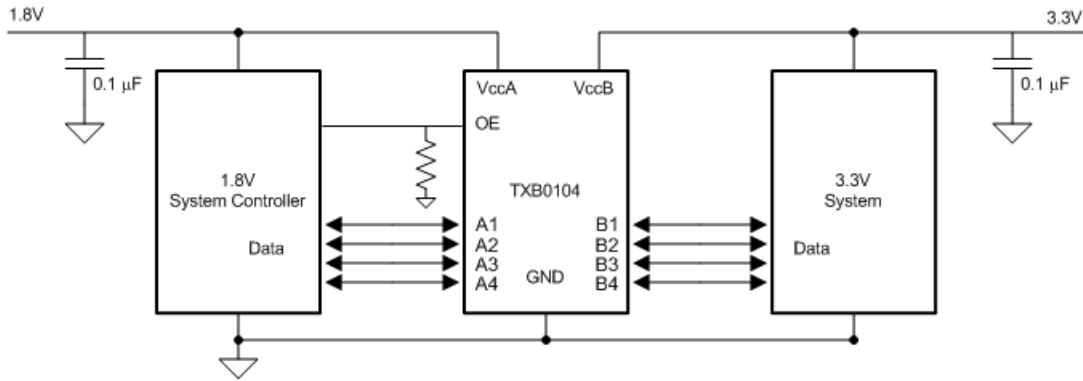 1.8V
3.3V
0.1 μF
0.1 μF
VccA
VccB
OE
1.8V
System Controller
TXB0104
3.3V
System
Data
A1
A2
A3
A4
GND
B1
B2
B3
B4
Data